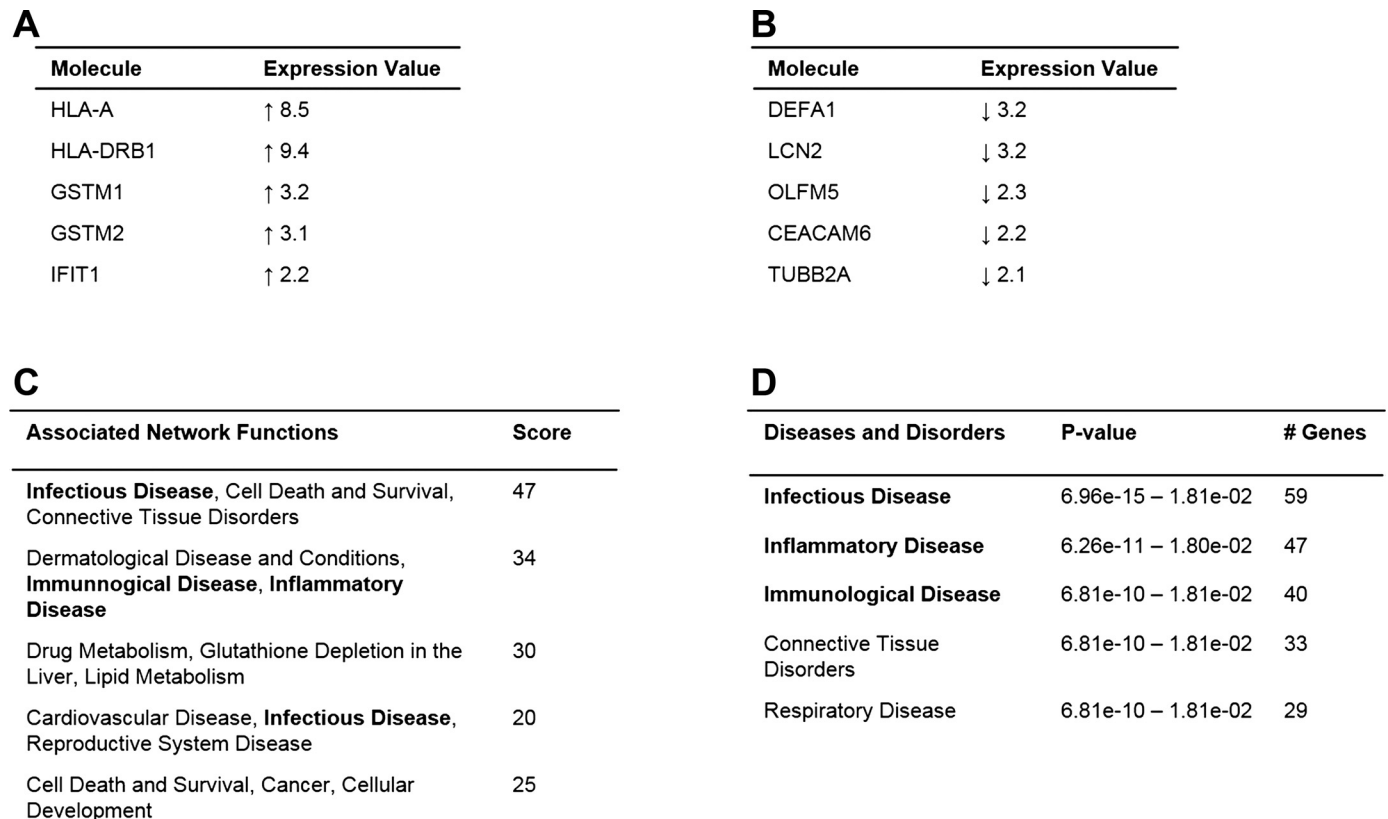 A
Molecule Expression Value
HLA-A ↑ 8.5
HLA-DRB1 ↑ 9.4
GSTM1 ↑ 3.2
GSTM2 ↑ 3.1
IFIT1 ↑ 2.2
B
Molecule Expression Value
DEFA1 ↓ 3.2
LCN2 ↓ 3.2
OLFM5 ↓ 2.3
CEACAM6 ↓ 2.2
TUBB2A ↓ 2.1
C
Associated Network Functions Score
Infectious Disease, Cell Death and Survival, 47
Connective Tissue Disorders
Dermatological Disease and Conditions, 34
Immunnogical Disease, Inflammatory
Disease
Drug Metabolism, Glutathione Depletion in the 30
Liver, Lipid Metabolism
Cardiovascular Disease, Infectious Disease, 20
Reproductive System Disease
Cell Death and Survival, Cancer, Cellular 25
Development
D
Diseases and Disorders P-value # Genes
Infectious Disease 6.96e-15 – 1.81e-02 59
Inflammatory Disease 6.26e-11 – 1.80e-02 47
Immunological Disease 6.81e-10 – 1.81e-02 40
Connective Tissue 6.81e-10 – 1.81e-02 33
Disorders
Respiratory Disease 6.81e-10 – 1.81e-02 29